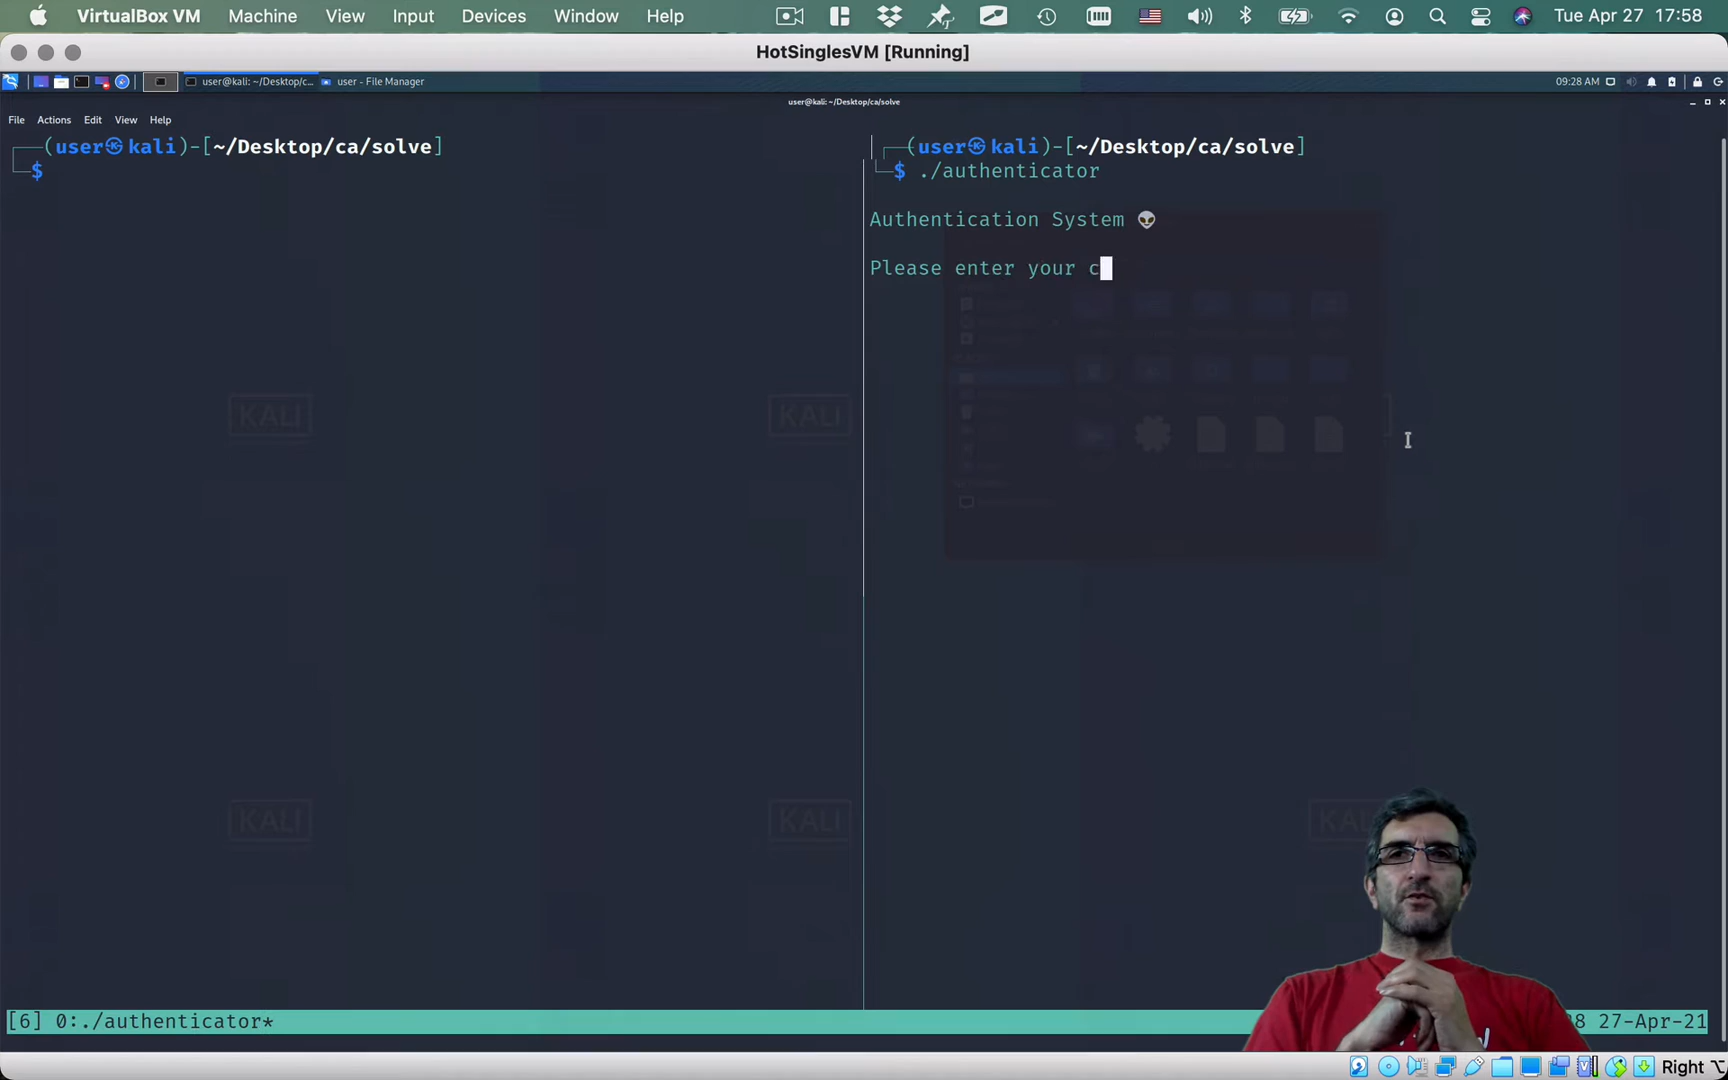 VirtualBox VM Machine View Input Devices Window Help Tue Apr 27 17:58
HotSinglesVM [Running]
user@kali: ~/Desktop/c... user - File Manager 09:28 AM
user@kali: ~/Desktop/ca/solve
File Actions Edit View Help
(user㉿kali)-[~/Desktop/ca/solve]
$
(user㉿kali)-[~/Desktop/ca/solve]
$ ./authenticator
Authentication System 👽
Please enter your c
KALI
KALI
KALI
KALI
[6] 0:./authenticator* 27-Apr-21
Right ⌥